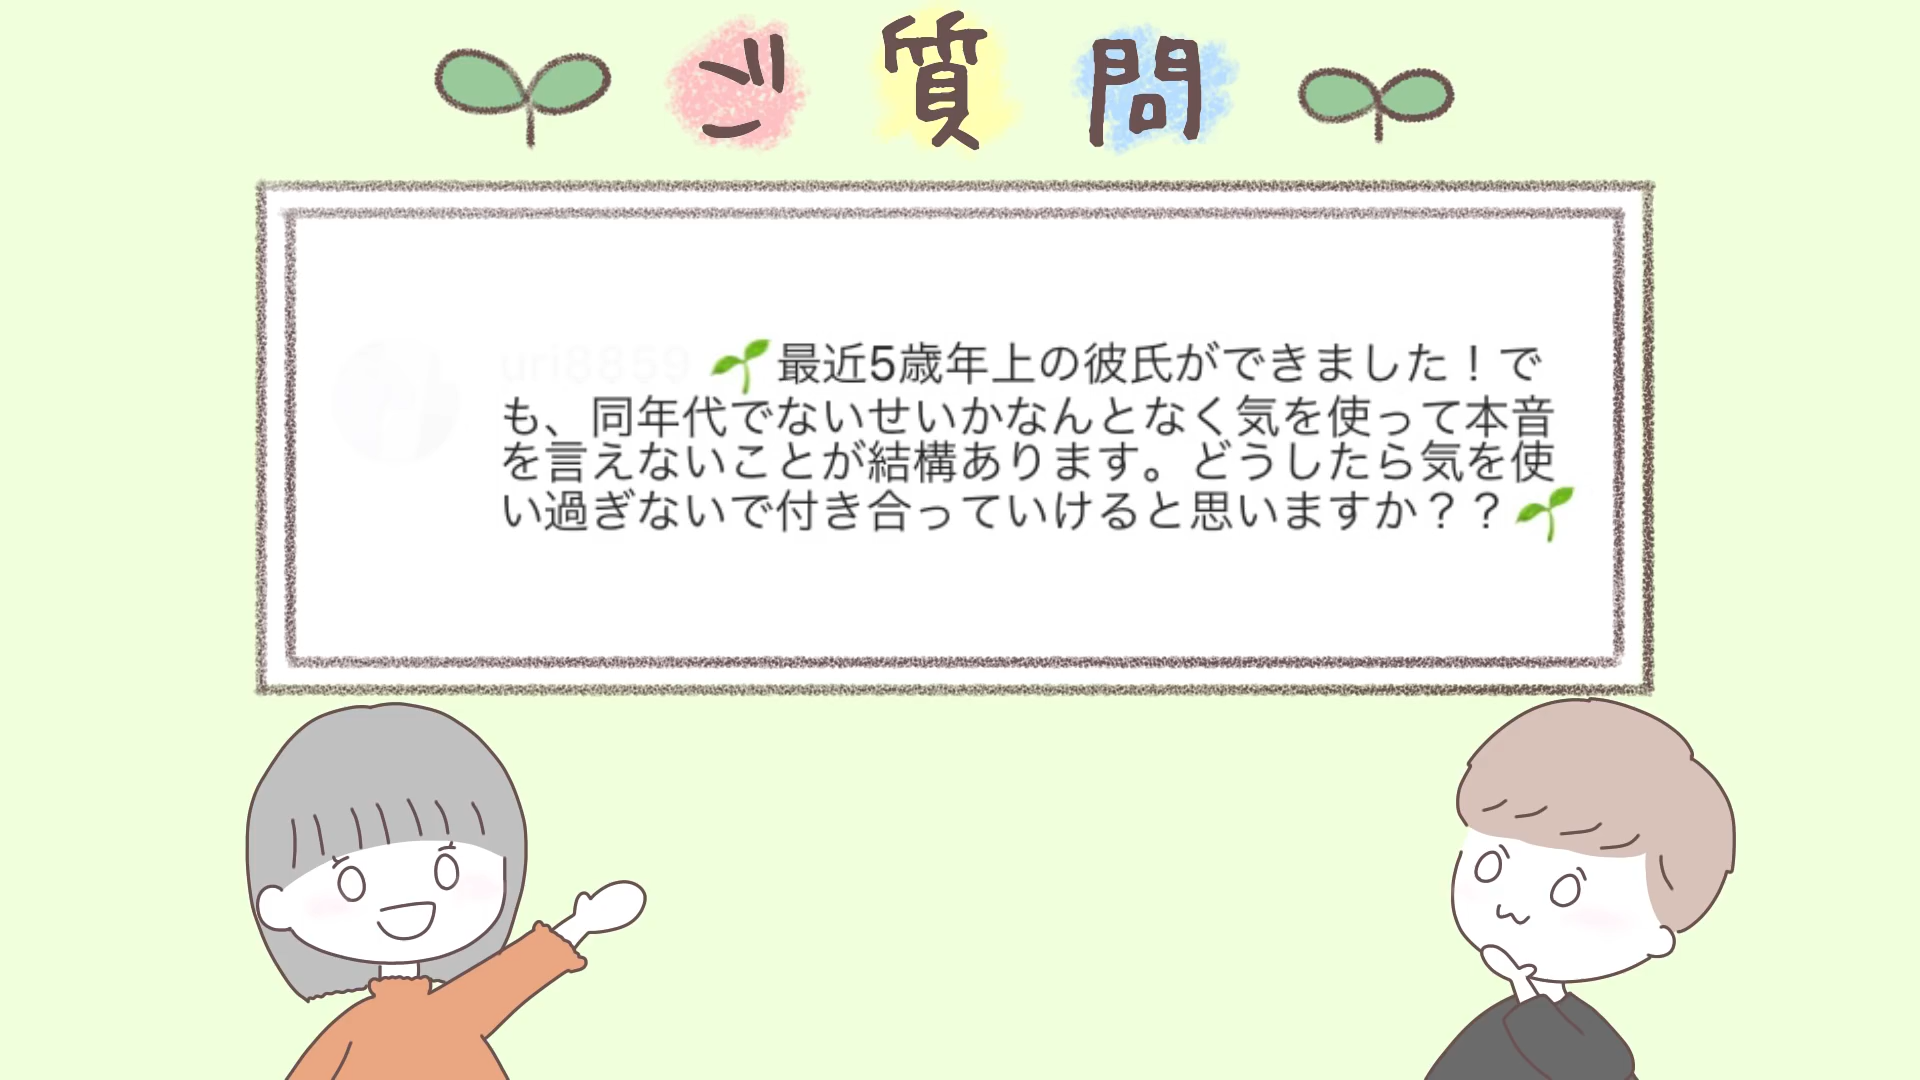 ご質問
uri8859 🌱最近5歳年上の彼氏ができました！で
も、同年代でないせいかなんとなく気を使って本音
を言えないことが結構あります。どうしたら気を使
い過ぎないで付き合っていけると思いますか？？🌱